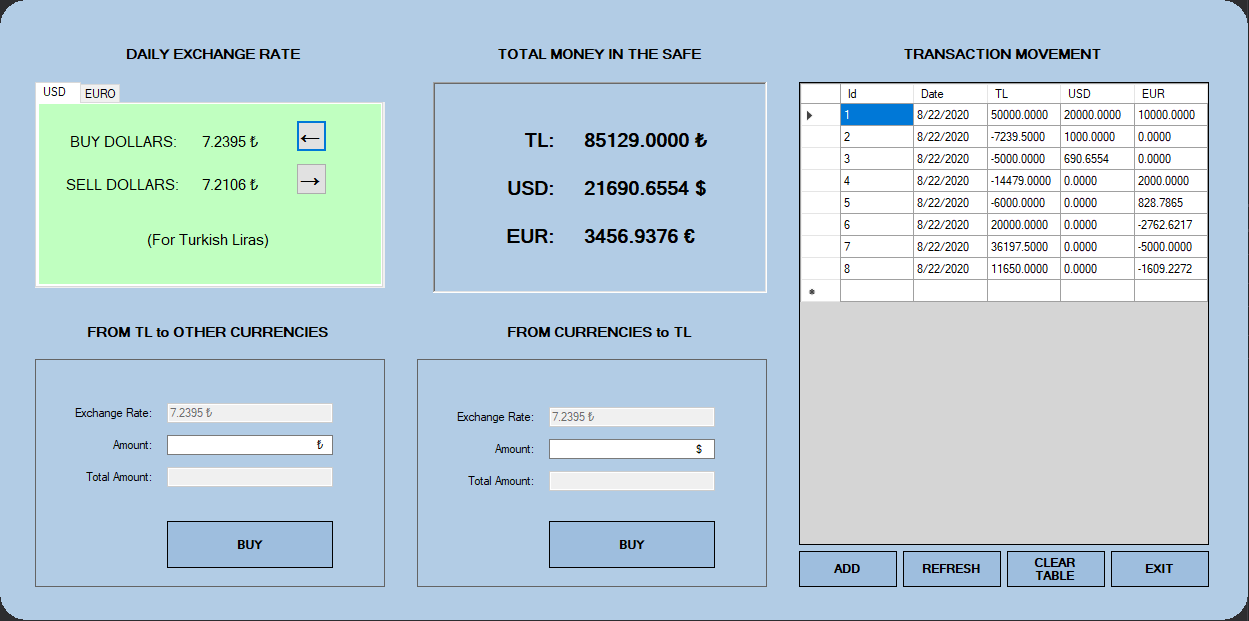 DAILY EXCHANGE RATE
USD EURO
BUY DOLLARS: 7.2395 ₺ ←
SELL DOLLARS: 7.2106 ₺ →
(For Turkish Liras)
TOTAL MONEY IN THE SAFE
TL: 85129.0000 ₺
USD: 21690.6554 $
EUR: 3456.9376 €
TRANSACTION MOVEMENT
Id Date TL USD EUR
1 8/22/2020 50000.0000 20000.0000 10000.0000
2 8/22/2020 -7239.5000 1000.0000 0.0000
3 8/22/2020 -5000.0000 690.6554 0.0000
4 8/22/2020 -14479.0000 0.0000 2000.0000
5 8/22/2020 -6000.0000 0.0000 828.7865
6 8/22/2020 20000.0000 0.0000 -2762.6217
7 8/22/2020 36197.5000 0.0000 -5000.0000
8 8/22/2020 11650.0000 0.0000 -1609.2272
*
FROM TL to OTHER CURRENCIES
Exchange Rate: 7.2395 ₺
Amount: ₺
Total Amount:
BUY
FROM CURRENCIES to TL
Exchange Rate: 7.2395 ₺
Amount: $
Total Amount:
BUY
ADD REFRESH CLEAR TABLE EXIT